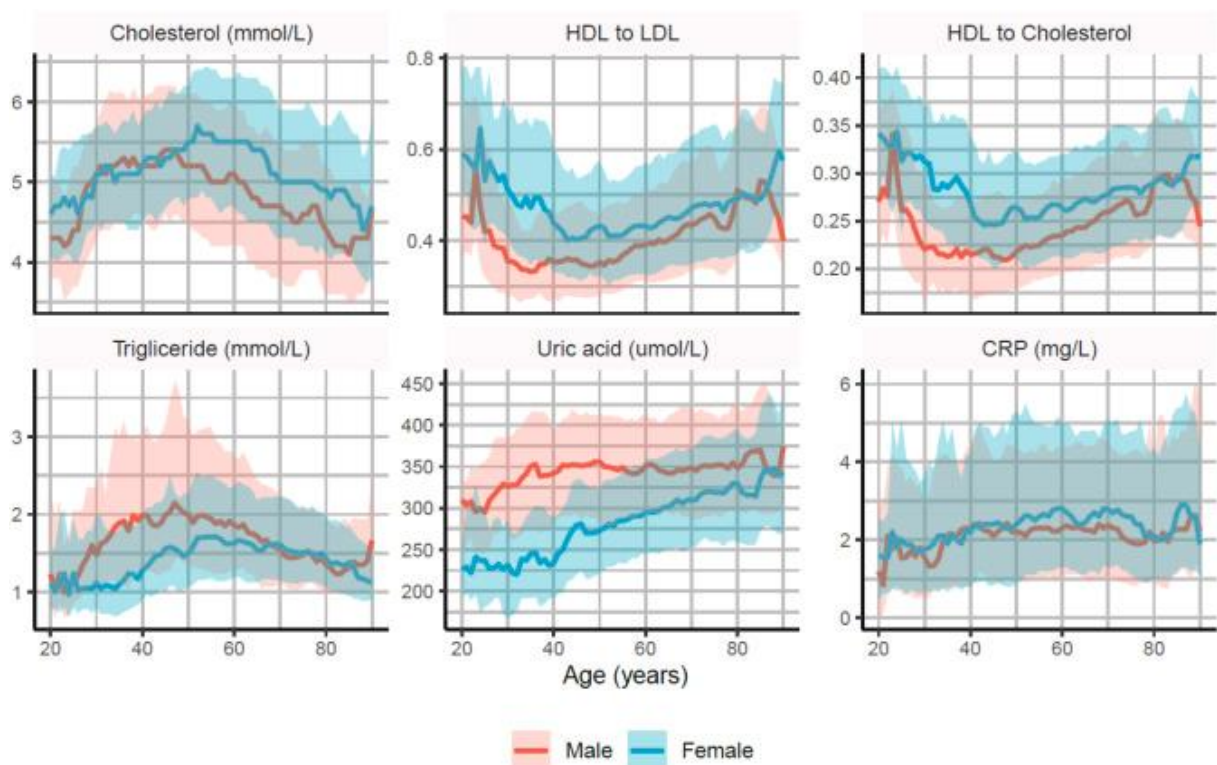 Cholesterol (mmol/L)
HDL to LDL
HDL to Cholesterol
6
5
4
0.8
0.6
0.4
0.40
0.35
0.30
0.25
0.20
Trigliceride (mmol/L)
Uric acid (umol/L)
CRP (mg/L)
3
2
1
450
400
350
300
250
200
6
4
2
0
20 40 60 80
20 40 60 80
20 40 60 80
Age (years)
Male Female